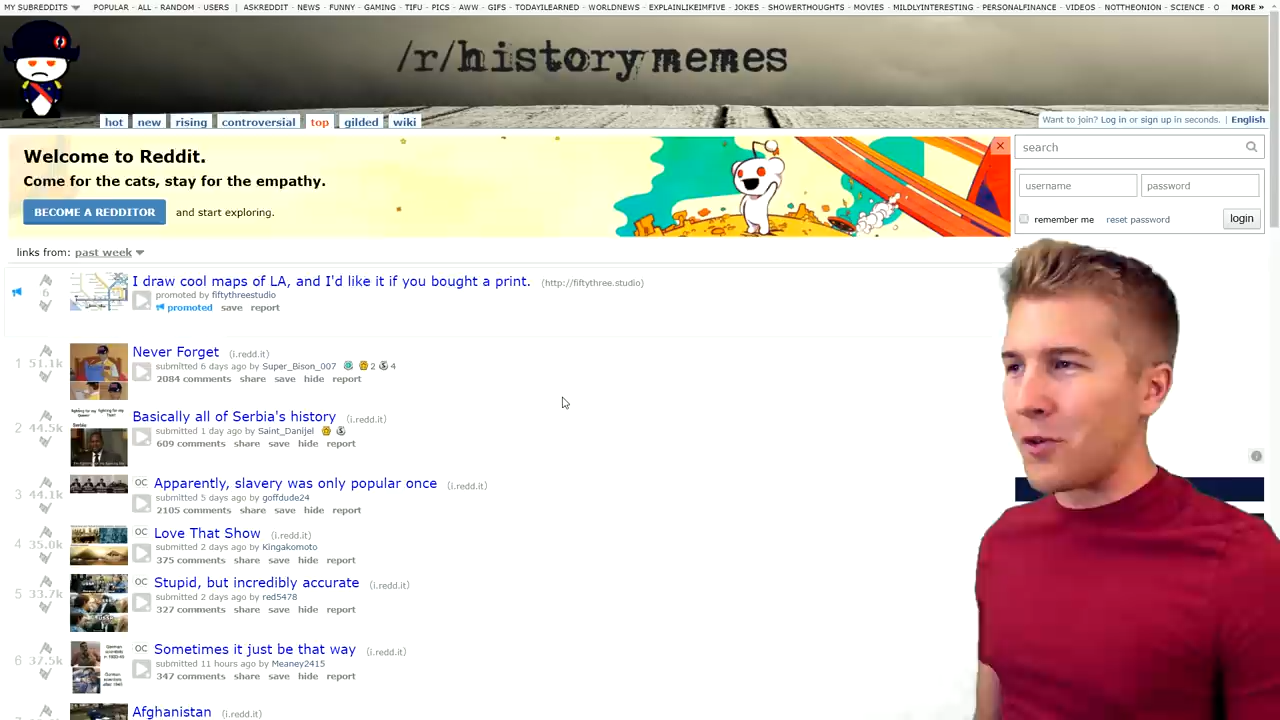 MY SUBREDDITS POPULAR - ALL - RANDOM - USERS | ASKREDDIT - NEWS - FUNNY - GAMING - TIFU - PICS - AWW - GIFS - TODAYILEARNED - WORLDNEWS - EXPLAINLIKEIMFIVE - JOKES - SHOWERTHOUGHTS - MOVIES - MILDLYINTERESTING - PERSONALFINANCE - VIDEOS - NOTTHEONION - SCIENCE - O MORE »
/r/historymemes
hot new rising controversial top gilded wiki
Want to join? Log in or sign up in seconds. | English
Welcome to Reddit.
Come for the cats, stay for the empathy.
BECOME A REDDITOR and start exploring.
search
username password
remember me reset password login
links from: past week
I draw cool maps of LA, and I'd like it if you bought a print. (http://fiftythree.studio)
6
promoted by fiftythreestudio
promoted save report
Never Forget (i.redd.it)
1 51.1k
submitted 6 days ago by Super_Bison_007 2 4
2084 comments share save hide report
Basically all of Serbia's history (i.redd.it)
2 44.5k
submitted 1 day ago by Saint_Danijel
609 comments share save hide report
OC Apparently, slavery was only popular once (i.redd.it)
3 44.1k
submitted 5 days ago by goffdude24
2105 comments share save hide report
OC Love That Show (i.redd.it)
4 35.0k
submitted 2 days ago by Kingakomoto
375 comments share save hide report
OC Stupid, but incredibly accurate (i.redd.it)
5 33.7k
submitted 2 days ago by red5478
327 comments share save hide report
OC Sometimes it just be that way (i.redd.it)
6 37.5k
submitted 11 hours ago by Meaney2415
347 comments share save hide report
Afghanistan (i.redd.it)